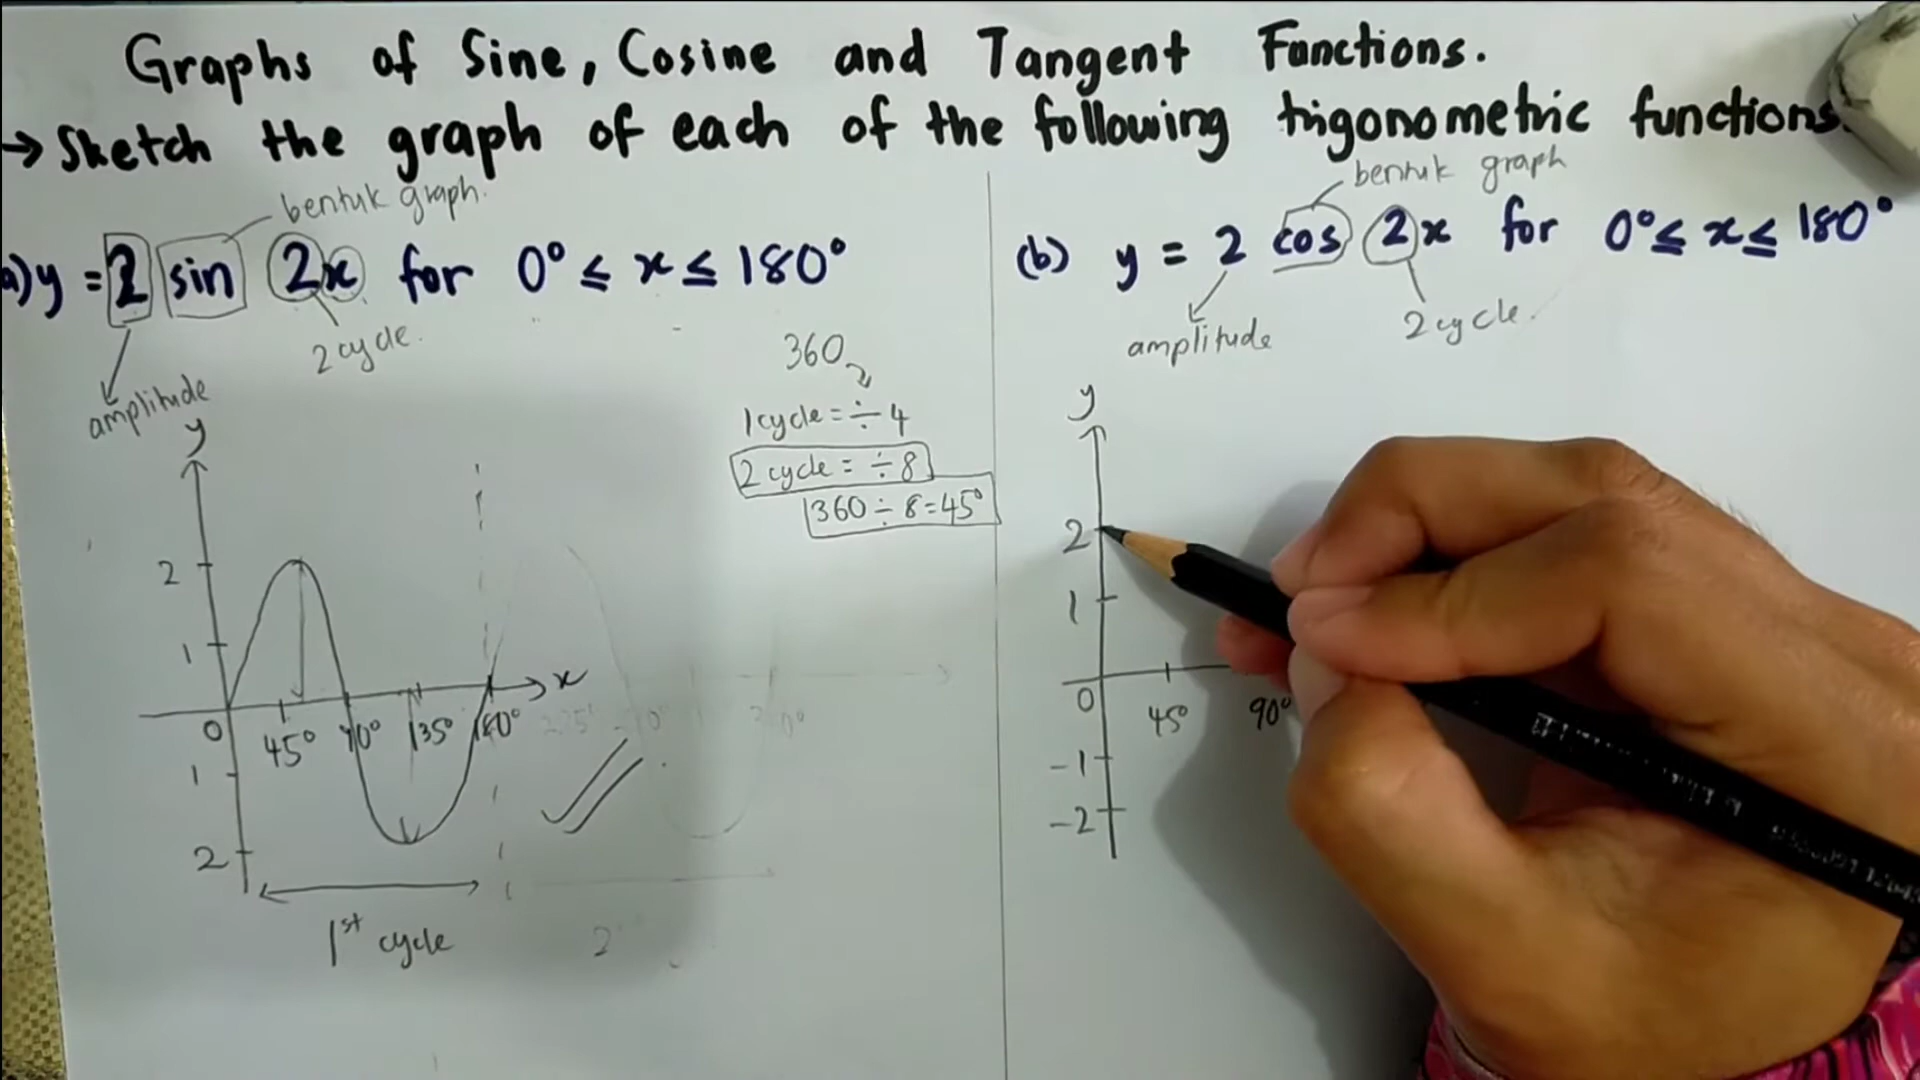 Graphs of Sine, Cosine and Tangent Functions.
→ Sketch the graph of each of the following trigonometric functions.
bentuk graph.
a) y = 2 sin 2x for 0° ≤ x ≤ 180°
2 cycle.
amplitude
360
1 cycle = ÷ 4
2 cycle = ÷ 8
360 ÷ 8 = 45°
y
2
1
x
0
45° 90° 135° 180°
1
2
1st cycle
2
bentuk graph
(b) y = 2 cos 2x for 0° ≤ x ≤ 180°
amplitude
2 cycle.
y
2
1
0
45° 90°
-1
-2